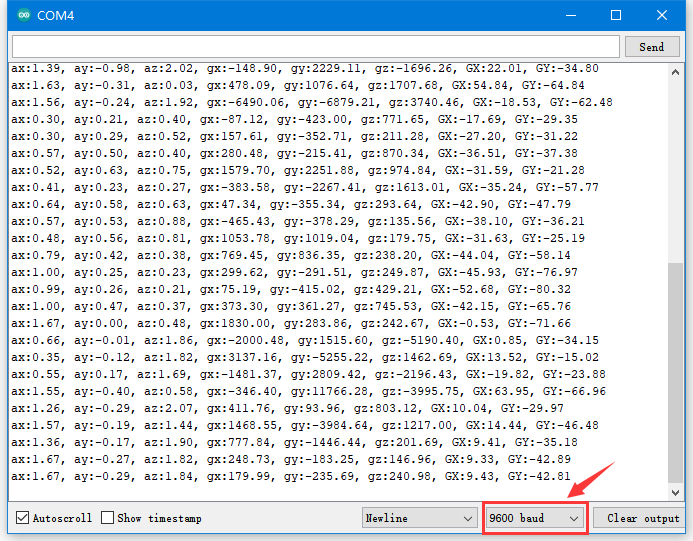 COM4
Send
ax:1.39, ay:-0.98, az:2.02, gx:-148.90, gy:2229.11, gz:-1696.26, GX:22.01, GY:-34.80
ax:1.63, ay:-0.31, az:0.03, gx:478.09, gy:1076.64, gz:1707.68, GX:54.84, GY:-64.84
ax:1.56, ay:-0.24, az:1.92, gx:-6490.06, gy:-6879.21, gz:3740.46, GX:-18.53, GY:-62.48
ax:0.30, ay:0.21, az:0.40, gx:-87.12, gy:-423.00, gz:771.65, GX:-17.69, GY:-29.35
ax:0.30, ay:0.29, az:0.52, gx:157.61, gy:-352.71, gz:211.28, GX:-27.20, GY:-31.22
ax:0.57, ay:0.50, az:0.40, gx:280.48, gy:-215.41, gz:870.34, GX:-36.51, GY:-37.38
ax:0.52, ay:0.63, az:0.75, gx:1579.70, gy:2251.88, gz:974.84, GX:-31.59, GY:-21.28
ax:0.41, ay:0.23, az:0.27, gx:-383.58, gy:-2267.41, gz:1613.01, GX:-35.24, GY:-57.77
ax:0.64, ay:0.58, az:0.63, gx:47.34, gy:-355.34, gz:293.64, GX:-42.90, GY:-47.79
ax:0.57, ay:0.53, az:0.88, gx:-465.43, gy:-378.29, gz:135.56, GX:-38.10, GY:-36.21
ax:0.48, ay:0.56, az:0.81, gx:1053.78, gy:1019.04, gz:179.75, GX:-31.63, GY:-25.19
ax:0.79, ay:0.42, az:0.38, gx:769.45, gy:836.35, gz:238.20, GX:-44.04, GY:-58.14
ax:1.00, ay:0.25, az:0.23, gx:299.62, gy:-291.51, gz:249.87, GX:-45.93, GY:-76.97
ax:0.99, ay:0.26, az:0.21, gx:75.19, gy:-415.02, gz:429.21, GX:-52.68, GY:-80.32
ax:1.00, ay:0.47, az:0.37, gx:373.30, gy:361.27, gz:745.53, GX:-42.15, GY:-65.76
ax:1.67, ay:0.00, az:0.48, gx:1830.00, gy:283.86, gz:242.67, GX:-0.53, GY:-71.66
ax:0.66, ay:-0.01, az:1.86, gx:-2000.48, gy:1515.60, gz:-5190.40, GX:0.85, GY:-34.15
ax:0.35, ay:-0.12, az:1.82, gx:3137.16, gy:-5255.22, gz:1462.69, GX:13.52, GY:-15.02
ax:0.55, ay:0.17, az:1.69, gx:-1481.37, gy:2809.42, gz:-2196.43, GX:-19.82, GY:-23.88
ax:1.55, ay:-0.40, az:0.58, gx:-346.40, gy:11766.28, gz:-3995.75, GX:63.95, GY:-66.96
ax:1.26, ay:-0.29, az:2.07, gx:411.76, gy:93.96, gz:803.12, GX:10.04, GY:-29.97
ax:1.57, ay:-0.19, az:1.44, gx:1468.55, gy:-3984.64, gz:1217.00, GX:14.44, GY:-46.48
ax:1.36, ay:-0.17, az:1.90, gx:777.84, gy:-1446.44, gz:201.69, GX:9.41, GY:-35.18
ax:1.67, ay:-0.27, az:1.82, gx:248.73, gy:-183.25, gz:146.96, GX:9.33, GY:-42.89
ax:1.67, ay:-0.29, az:1.84, gx:179.99, gy:-235.69, gz:240.98, GX:9.43, GY:-42.81
Autoscroll Show timestamp Newline 9600 baud Clear output